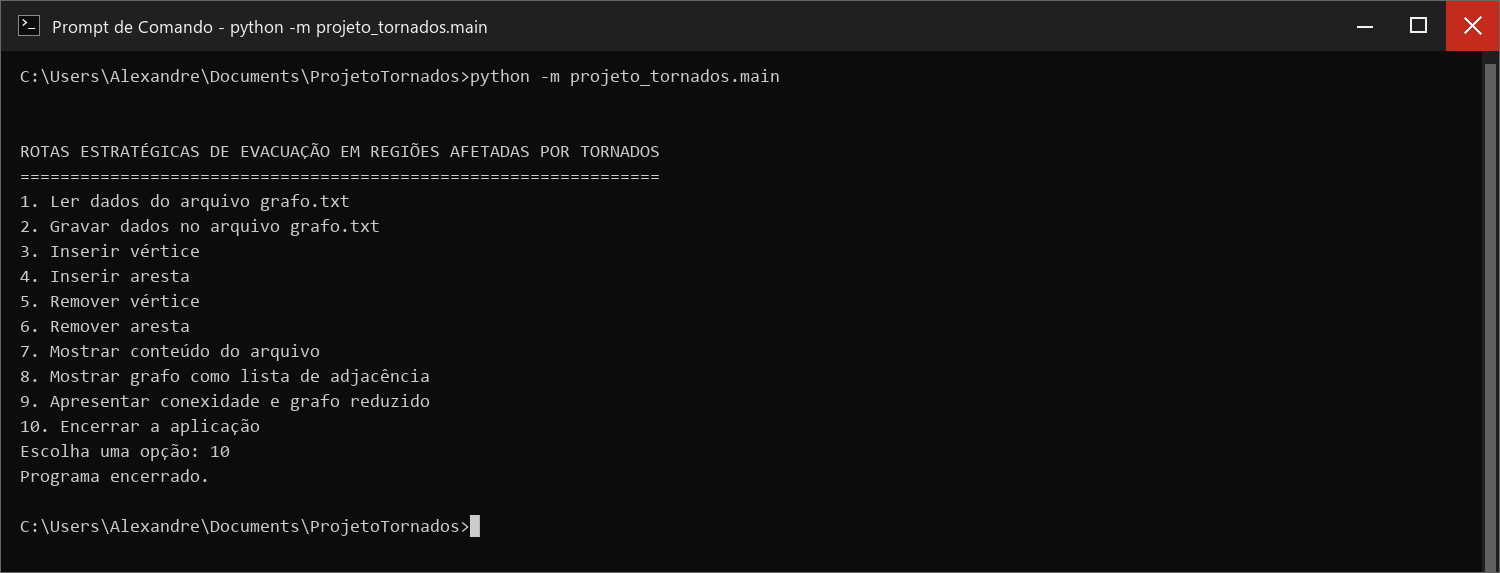 Prompt de Comando - python -m projeto_tornados.main
C:\Users\Alexandre\Documents\ProjetoTornados>python -m projeto_tornados.main
ROTAS ESTRATÉGICAS DE EVACUAÇÃO EM REGIÕES AFETADAS POR TORNADOS
================================================================
1. Ler dados do arquivo grafo.txt
2. Gravar dados no arquivo grafo.txt
3. Inserir vértice
4. Inserir aresta
5. Remover vértice
6. Remover aresta
7. Mostrar conteúdo do arquivo
8. Mostrar grafo como lista de adjacência
9. Apresentar conexidade e grafo reduzido
10. Encerrar a aplicação
Escolha uma opção: 10
Programa encerrado.
C:\Users\Alexandre\Documents\ProjetoTornados>